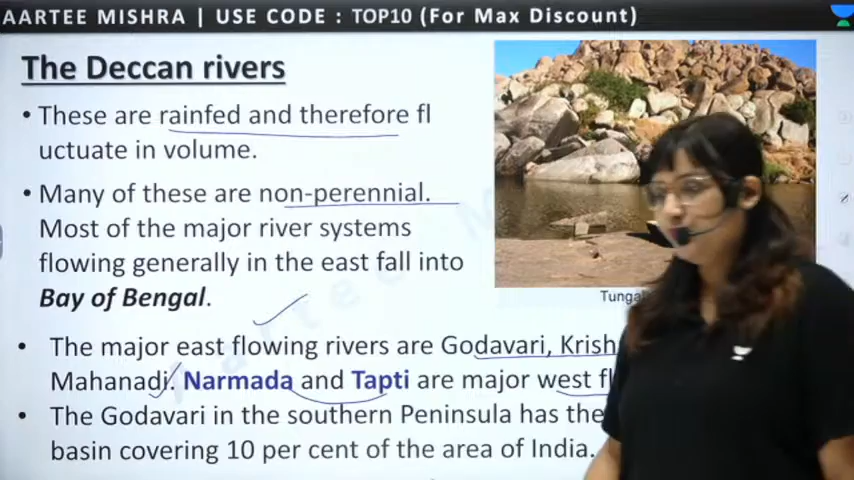 AARTEE MISHRA | USE CODE : TOP10 (For Max Discount)
The Deccan rivers
• These are rainfed and therefore fl
uctuate in volume.
• Many of these are non-perennial.
Most of the major river systems
flowing generally in the east fall into
Bay of Bengal.
• The major east flowing rivers are Godavari, Krish
Mahanadi. Narmada and Tapti are major west fl
• The Godavari in the southern Peninsula has the
basin covering 10 per cent of the area of India.
Tunga